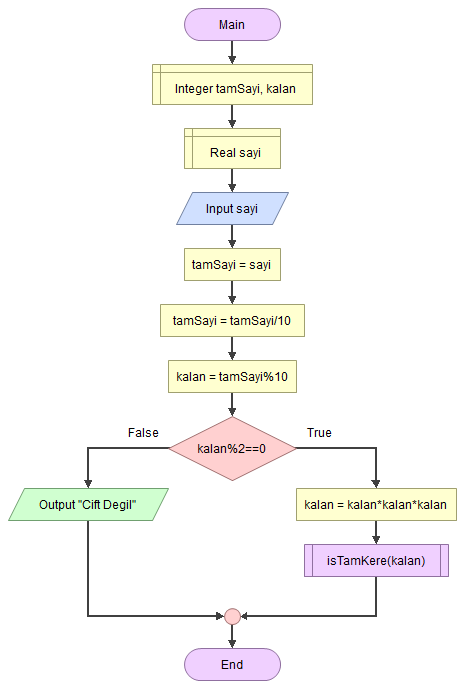 Main
Integer tamSayi, kalan
Real sayi
Input sayi
tamSayi = sayi
tamSayi = tamSayi/10
kalan = tamSayi%10
kalan%2==0
False
True
Output "Cift Degil"
kalan = kalan*kalan*kalan
isTamKere(kalan)
End